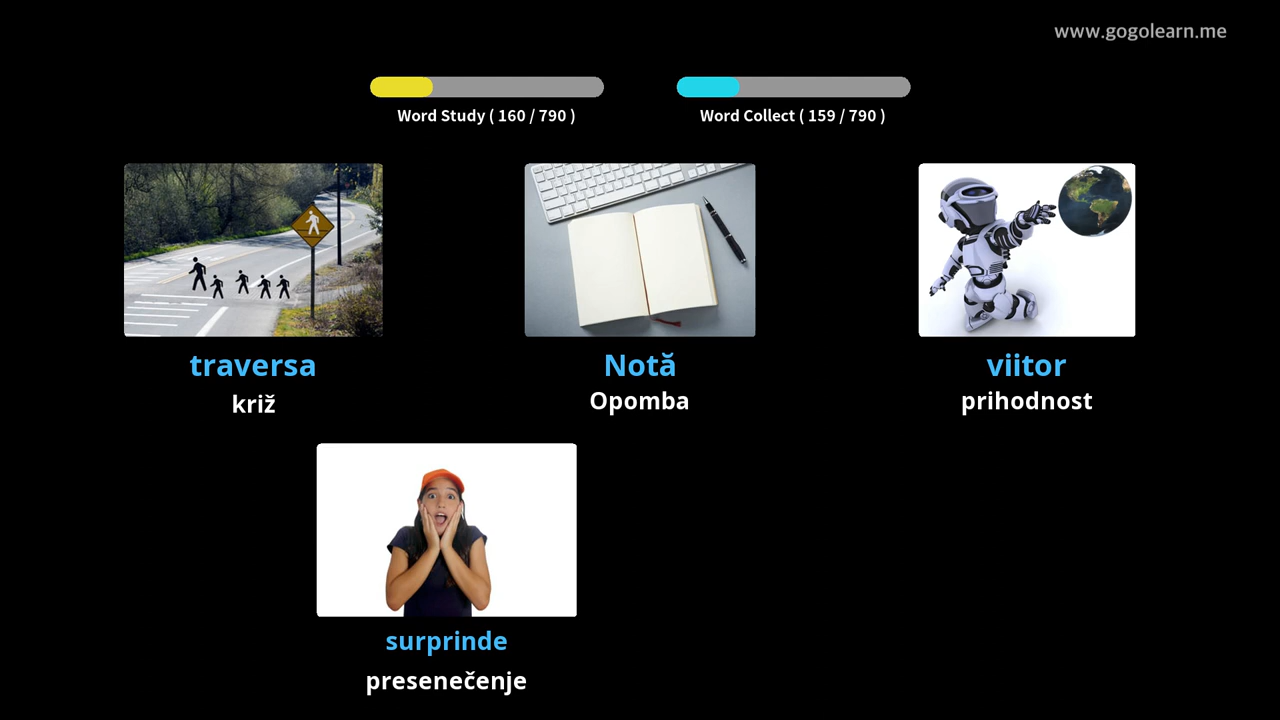 www.gogolearn.me
Word Study ( 160 / 790 )
Word Collect ( 159 / 790 )
traversa
križ
Notă
Opomba
viitor
prihodnost
surprinde
presenečenje